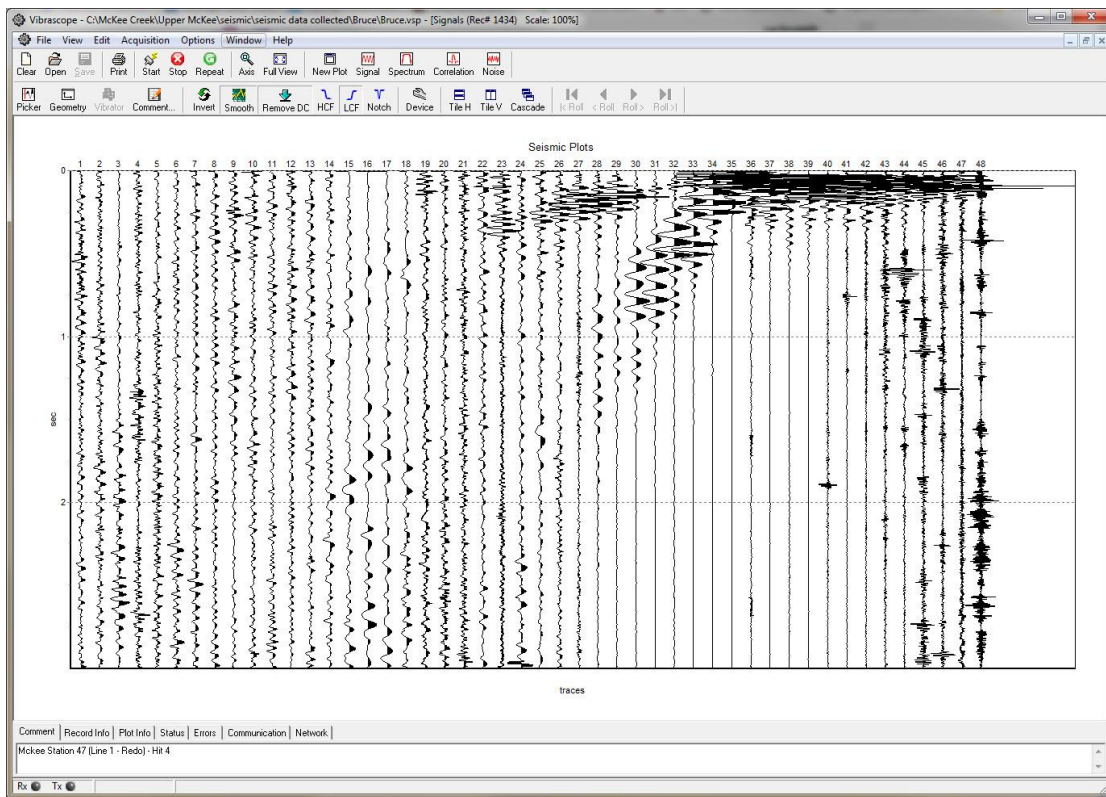 Vibrascope - C:\McKee Creek\Upper McKee\seismic\seismic data collected\Bruce\Bruce.vsp - [Signals (Rec# 1434) Scale: 100%]
File View Edit Acquisition Options Window Help
Clear Open Save Print Start Stop Repeat Axis Full View New Plot Signal Spectrum Correlation Noise
Picker Geometry Vibrator Comment... Invert Smooth Remove DC HCF LCF Notch Device Tile H Tile V Cascade |< Roll < Roll Roll > Roll >|
Seismic Plots
1 2 3 4 5 6 7 8 9 10 11 12 13 14 15 16 17 18 19 20 21 22 23 24 25 26 27 28 29 30 31 32 33 34 35 36 37 38 39 40 41 42 43 44 45 46 47 48
0
1
sec
2
traces
Comment Record Info Plot Info Status Errors Communication Network
Mckee Station 47 (Line 1 - Redo) - Hit 4
Rx Tx